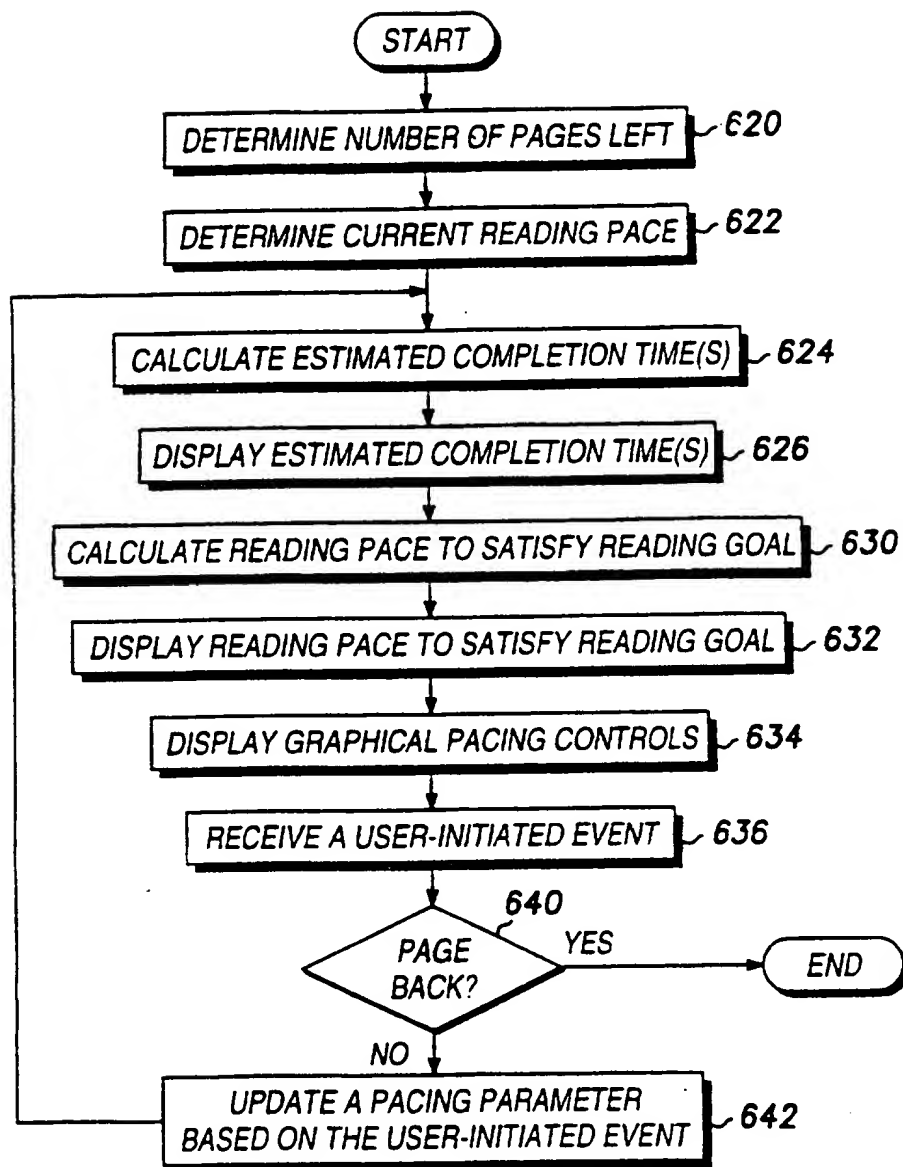 START
DETERMINE NUMBER OF PAGES LEFT 620
DETERMINE CURRENT READING PACE 622
CALCULATE ESTIMATED COMPLETION TIME(S) 624
DISPLAY ESTIMATED COMPLETION TIME(S) 626
CALCULATE READING PACE TO SATISFY READING GOAL 630
DISPLAY READING PACE TO SATISFY READING GOAL 632
DISPLAY GRAPHICAL PACING CONTROLS 634
RECEIVE A USER-INITIATED EVENT 636
640
PAGE
BACK?
YES
END
NO
UPDATE A PACING PARAMETER
BASED ON THE USER-INITIATED EVENT 642